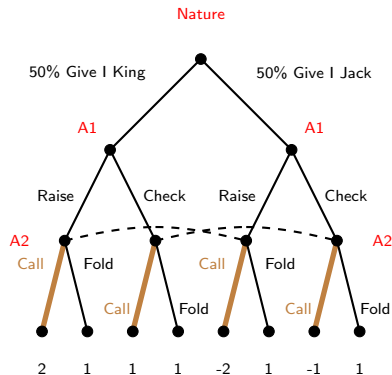 Nature
50% Give I King
50% Give I Jack
A1
A1
Raise
Check
Raise
Check
A2
A2
Call
Fold
Call
Fold
Call
Fold
Call
Fold
2 1 1 1 -2 1 -1 1